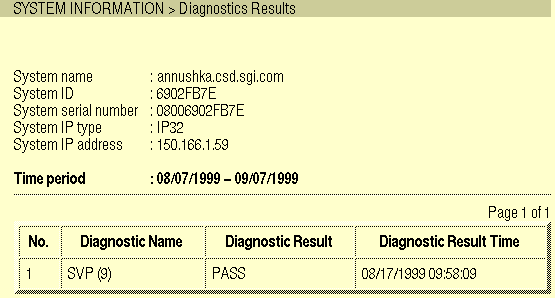 SYSTEM INFORMATION > Diagnostics Results
System name : annushka.csd.sgi.com
System ID : 6902FB7E
System serial number : 08006902FB7E
System IP type : IP32
System IP address : 150.166.1.59
Time period : 08/07/1999 – 09/07/1999
Page 1 of 1
No. Diagnostic Name Diagnostic Result Diagnostic Result Time
1 SVP (9) PASS 08/17/1999 09:58:09